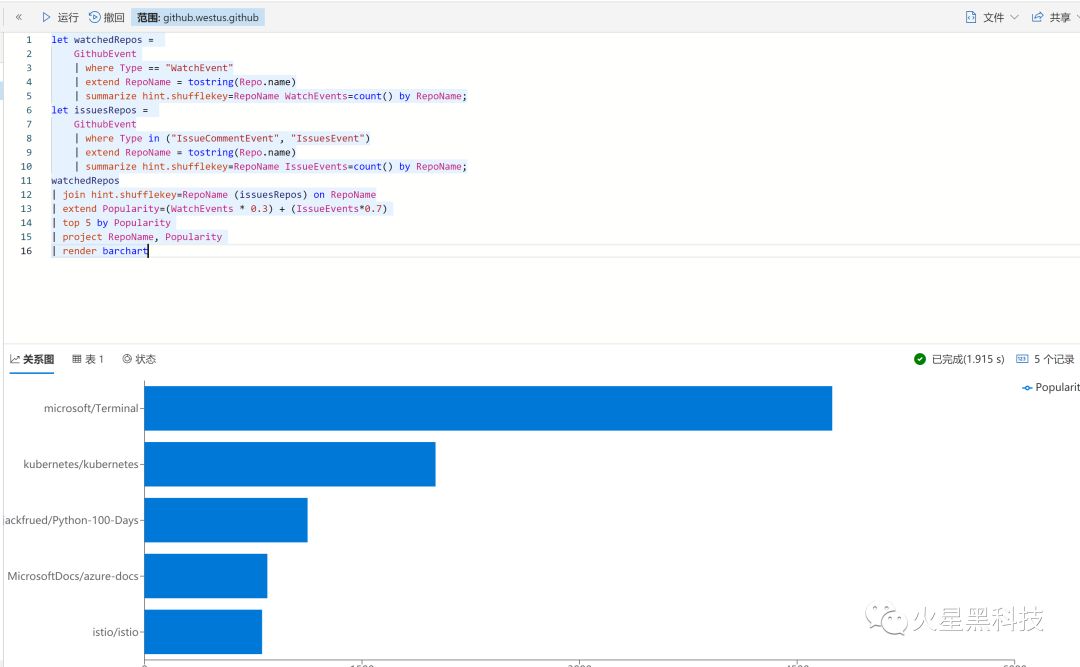 « 运行 撤回 范围: github.westus.github 文件 共享
1 let watchedRepos =
2 GithubEvent
3 | where Type == "WatchEvent"
4 | extend RepoName = tostring(Repo.name)
5 | summarize hint.shufflekey=RepoName WatchEvents=count() by RepoName;
6 let issuesRepos =
7 GithubEvent
8 | where Type in ("IssueCommentEvent", "IssuesEvent")
9 | extend RepoName = tostring(Repo.name)
10 | summarize hint.shufflekey=RepoName IssueEvents=count() by RepoName;
11 watchedRepos
12 | join hint.shufflekey=RepoName (issuesRepos) on RepoName
13 | extend Popularity=(WatchEvents * 0.3) + (IssueEvents*0.7)
14 | top 5 by Popularity
15 | project RepoName, Popularity
16 | render barchart
关系图 表 1 状态 已完成(1.915 s) 5 个记录
Popularit
microsoft/Terminal
kubernetes/kubernetes
ackfrued/Python-100-Days
MicrosoftDocs/azure-docs
istio/istio
火星黑科技